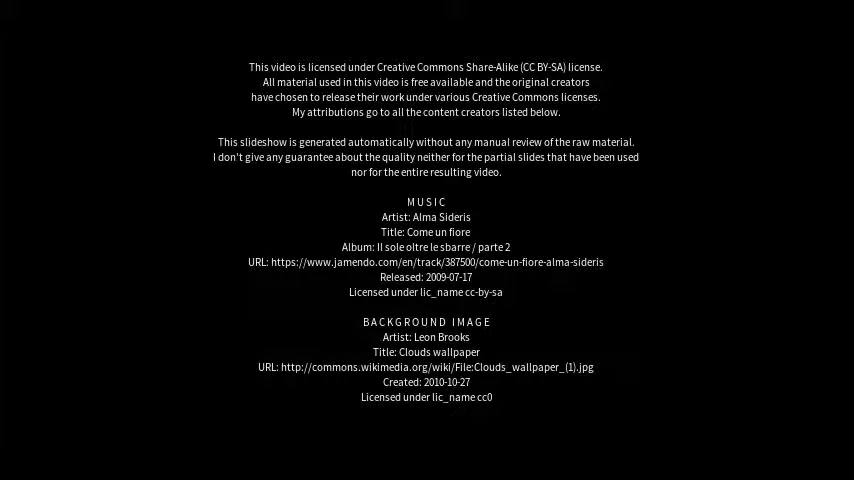 This video is licensed under Creative Commons Share-Alike (CC BY-SA) license.
All material used in this video is free available and the original creators
have chosen to release their work under various Creative Commons licenses.
My attributions go to all the content creators listed below.
This slideshow is generated automatically without any manual review of the raw material.
I don't give any guarantee about the quality neither for the partial slides that have been used
nor for the entire resulting video.
MUSIC
Artist: Alma Sideris
Title: Come un fiore
Album: Il sole oltre le sbarre / parte 2
URL: https://www.jamendo.com/en/track/387500/come-un-fiore-alma-sideris
Released: 2009-07-17
Licensed under lic_name cc-by-sa
BACKGROUND IMAGE
Artist: Leon Brooks
Title: Clouds wallpaper
URL: http://commons.wikimedia.org/wiki/File:Clouds_wallpaper_(1).jpg
Created: 2010-10-27
Licensed under lic_name cc0